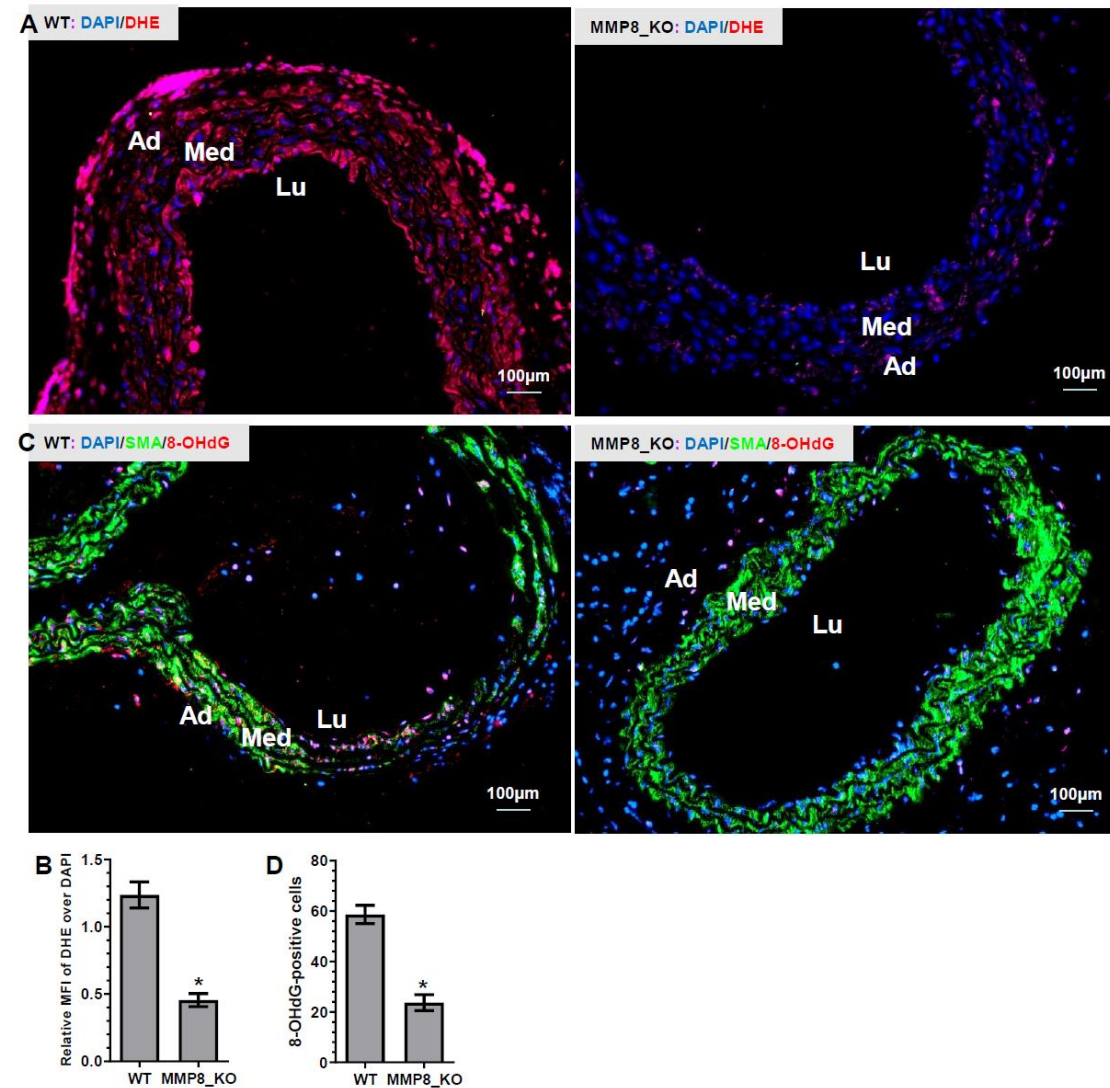 A WT: DAPI/DHE
MMP8_KO: DAPI/DHE
Ad
Med
Lu
100μm
Lu
Med
Ad
100μm
C WT: DAPI/SMA/8-OHdG
MMP8_KO: DAPI/SMA/8-OHdG
Ad
Med
Lu
100μm
Ad
Med
Lu
100μm
B
Relative MFI of DHE over DAPI
1.5
1.0
0.5
0.0
*
WT MMP8_KO
D
8-OHdG-positive cells
80
60
40
20
0
*
WT MMP8_KO